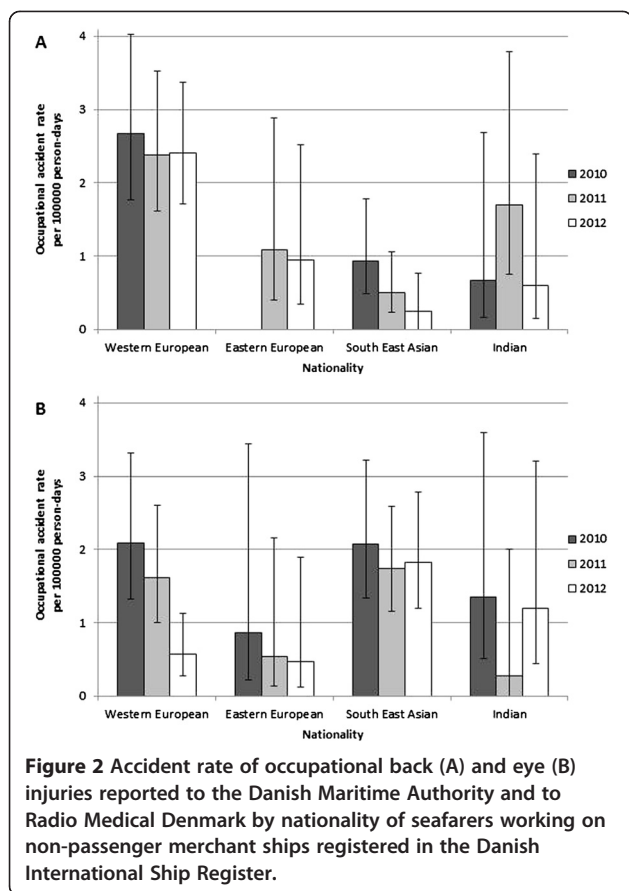 A
Occupational accident rate
per 100000 person-days
4
3
2
1
0
Western European Eastern European South East Asian Indian
Nationality
2010
2011
2012
B
Occupational accident rate
per 100000 person-days
4
3
2
1
0
Western European Eastern European South East Asian Indian
Nationality
2010
2011
2012
Figure 2 Accident rate of occupational back (A) and eye (B)
injuries reported to the Danish Maritime Authority and to
Radio Medical Denmark by nationality of seafarers working on
non-passenger merchant ships registered in the Danish
International Ship Register.